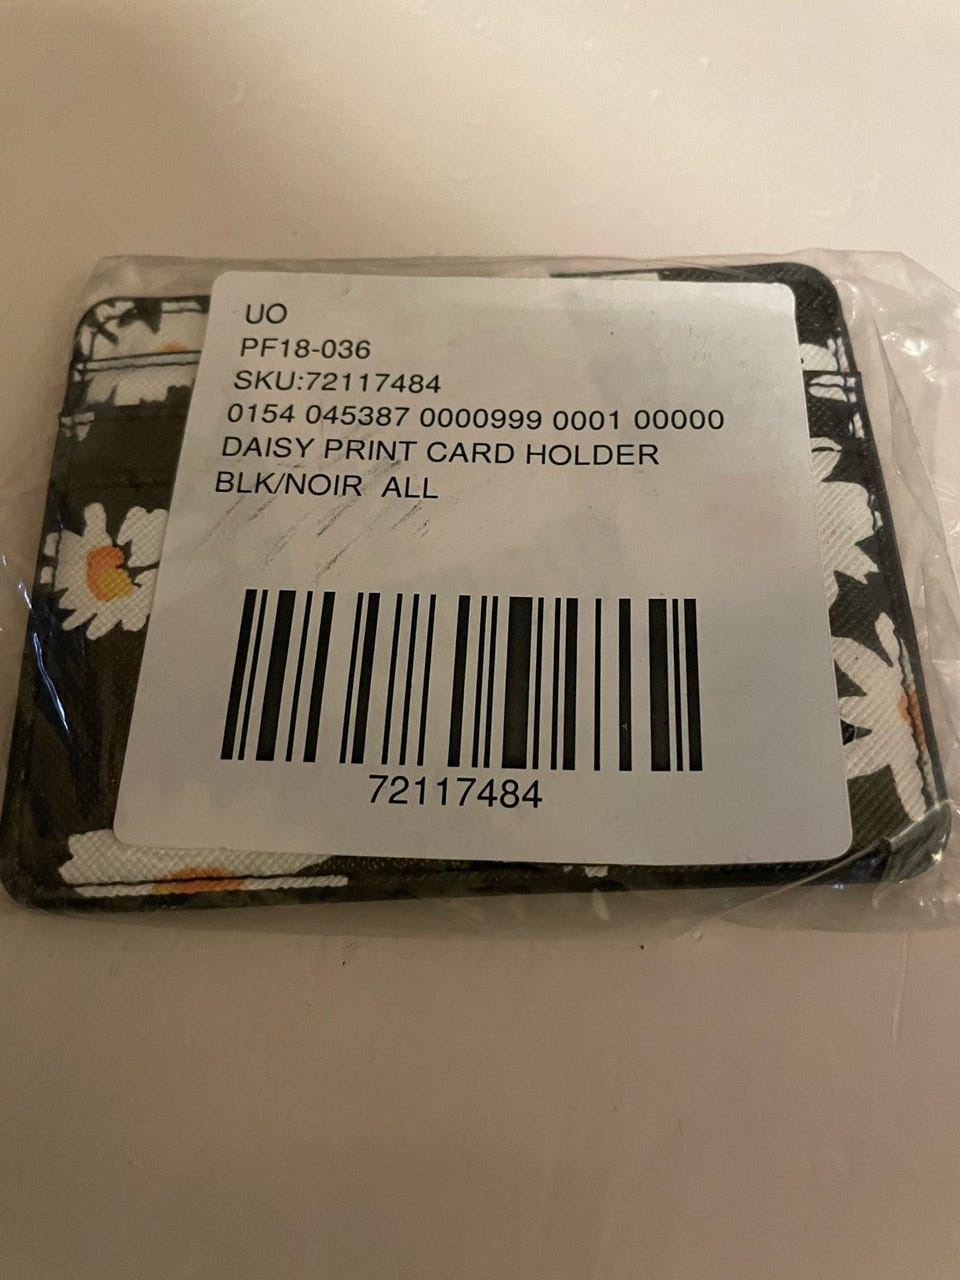 UO
PF18-036
SKU:72117484
0154 045387 0000999 0001 00000
DAISY PRINT CARD HOLDER
BLK/NOIR ALL
72117484